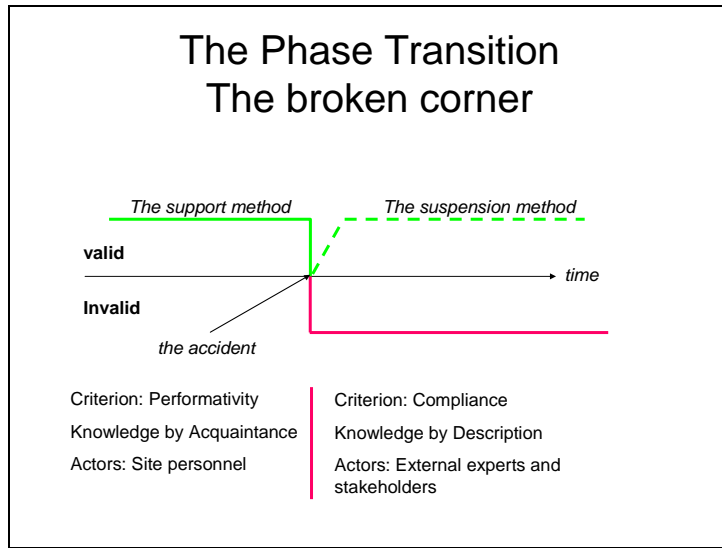 The Phase Transition
The broken corner
The support method
The suspension method
valid
time
Invalid
the accident
Criterion: Performativity
Knowledge by Acquaintance
Actors: Site personnel
Criterion: Compliance
Knowledge by Description
Actors: External experts and
stakeholders